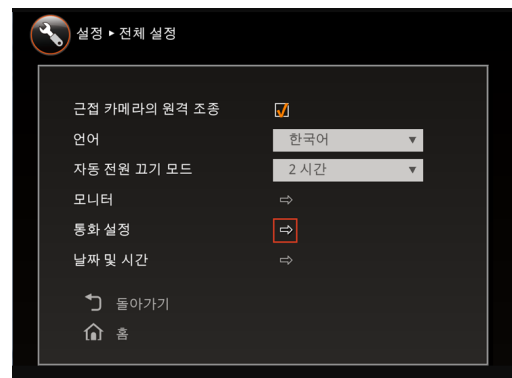 설정 ▸ 전체 설정
근접 카메라의 원격 조종
언어 한국어
자동 전원 끄기 모드 2 시간
모니터
통화 설정
날짜 및 시간
돌아가기
홈